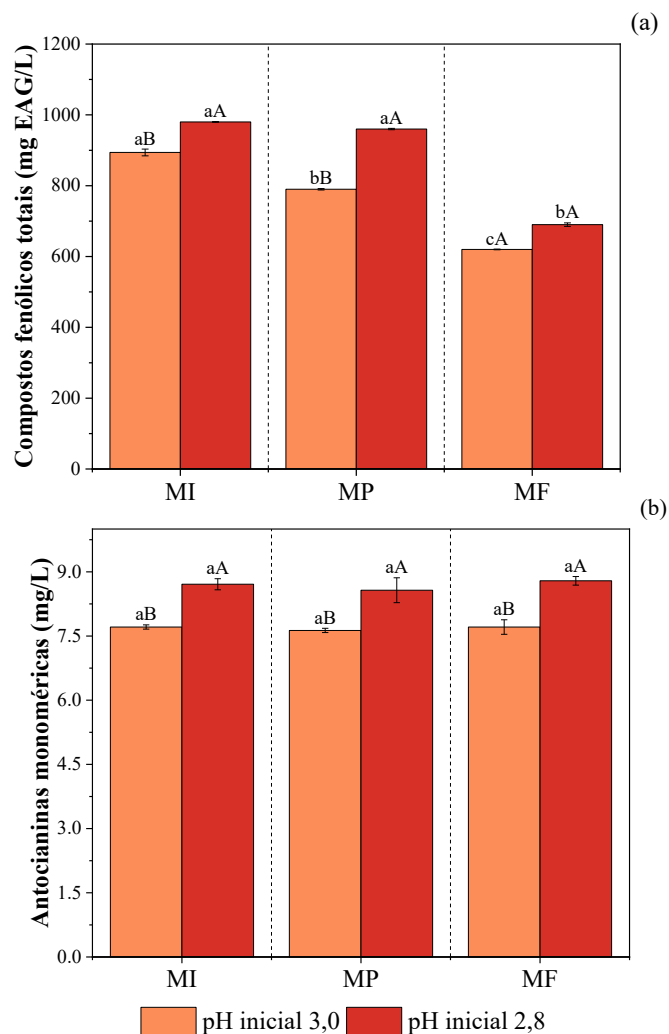 (a)
Compostos fenólicos totais (mg EAG/L)
1200
1000
800
600
400
200
0
aB
aA
bB
aA
cA
bA
MI
MP
MF
(b)
Antocianinas monoméricas (mg/L)
9.0
7.5
6.0
4.5
3.0
1.5
0.0
aB
aA
aB
aA
aB
aA
MI
MP
MF
pH inicial 3,0
pH inicial 2,8